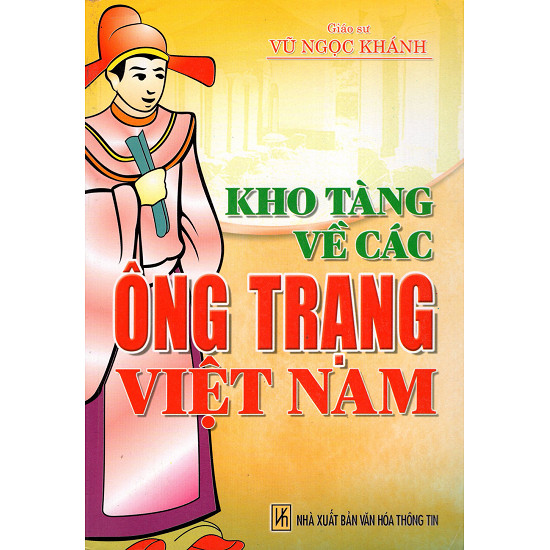 Giáo sư
VŨ NGỌC KHÁNH
KHO TÀNG
VỀ CÁC
ÔNG TRẠNG
VIỆT NAM
NHÀ XUẤT BẢN VĂN HÓA THÔNG TIN